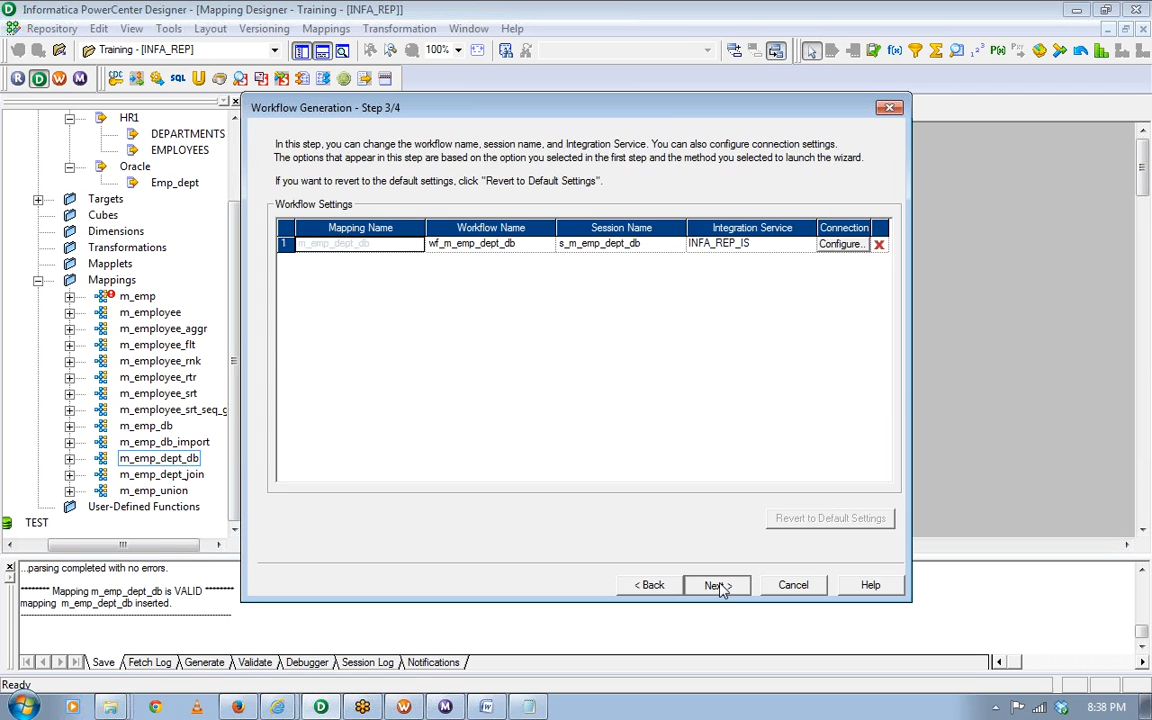 Informatica PowerCenter Designer - [Mapping Designer - Training - [INFA_REP]]
Repository Edit View Tools Layout Versioning Mappings Transformation Window Help
Training - [INFA_REP] 100%
R D W M SQL
HR1
DEPARTMENTS
EMPLOYEES
Oracle
Emp_dept
Targets
Cubes
Dimensions
Transformations
Mapplets
Mappings
m_emp
m_employee
m_employee_aggr
m_employee_flt
m_employee_rnk
m_employee_rtr
m_employee_srt
m_employee_srt_seq_g
m_emp_db
m_emp_db_import
m_emp_dept_db
m_emp_dept_join
m_emp_union
User-Defined Functions
TEST
Workflow Generation - Step 3/4
In this step, you can change the workflow name, session name, and Integration Service. You can also configure connection settings.
The options that appear in this step are based on the option you selected in the first step and the method you selected to launch the wizard.
If you want to revert to the default settings, click "Revert to Default Settings".
Workflow Settings
Mapping Name Workflow Name Session Name Integration Service Connection
1 m_emp_dept_db wf_m_emp_dept_db s_m_emp_dept_db INFA_REP_IS Configure..
Revert to Default Settings
< Back Next > Cancel Help
...parsing completed with no errors.
******** Mapping m_emp_dept_db is VALID ********
mapping m_emp_dept_db inserted.
Save Fetch Log Generate Validate Debugger Session Log Notifications
Ready
8:38 PM